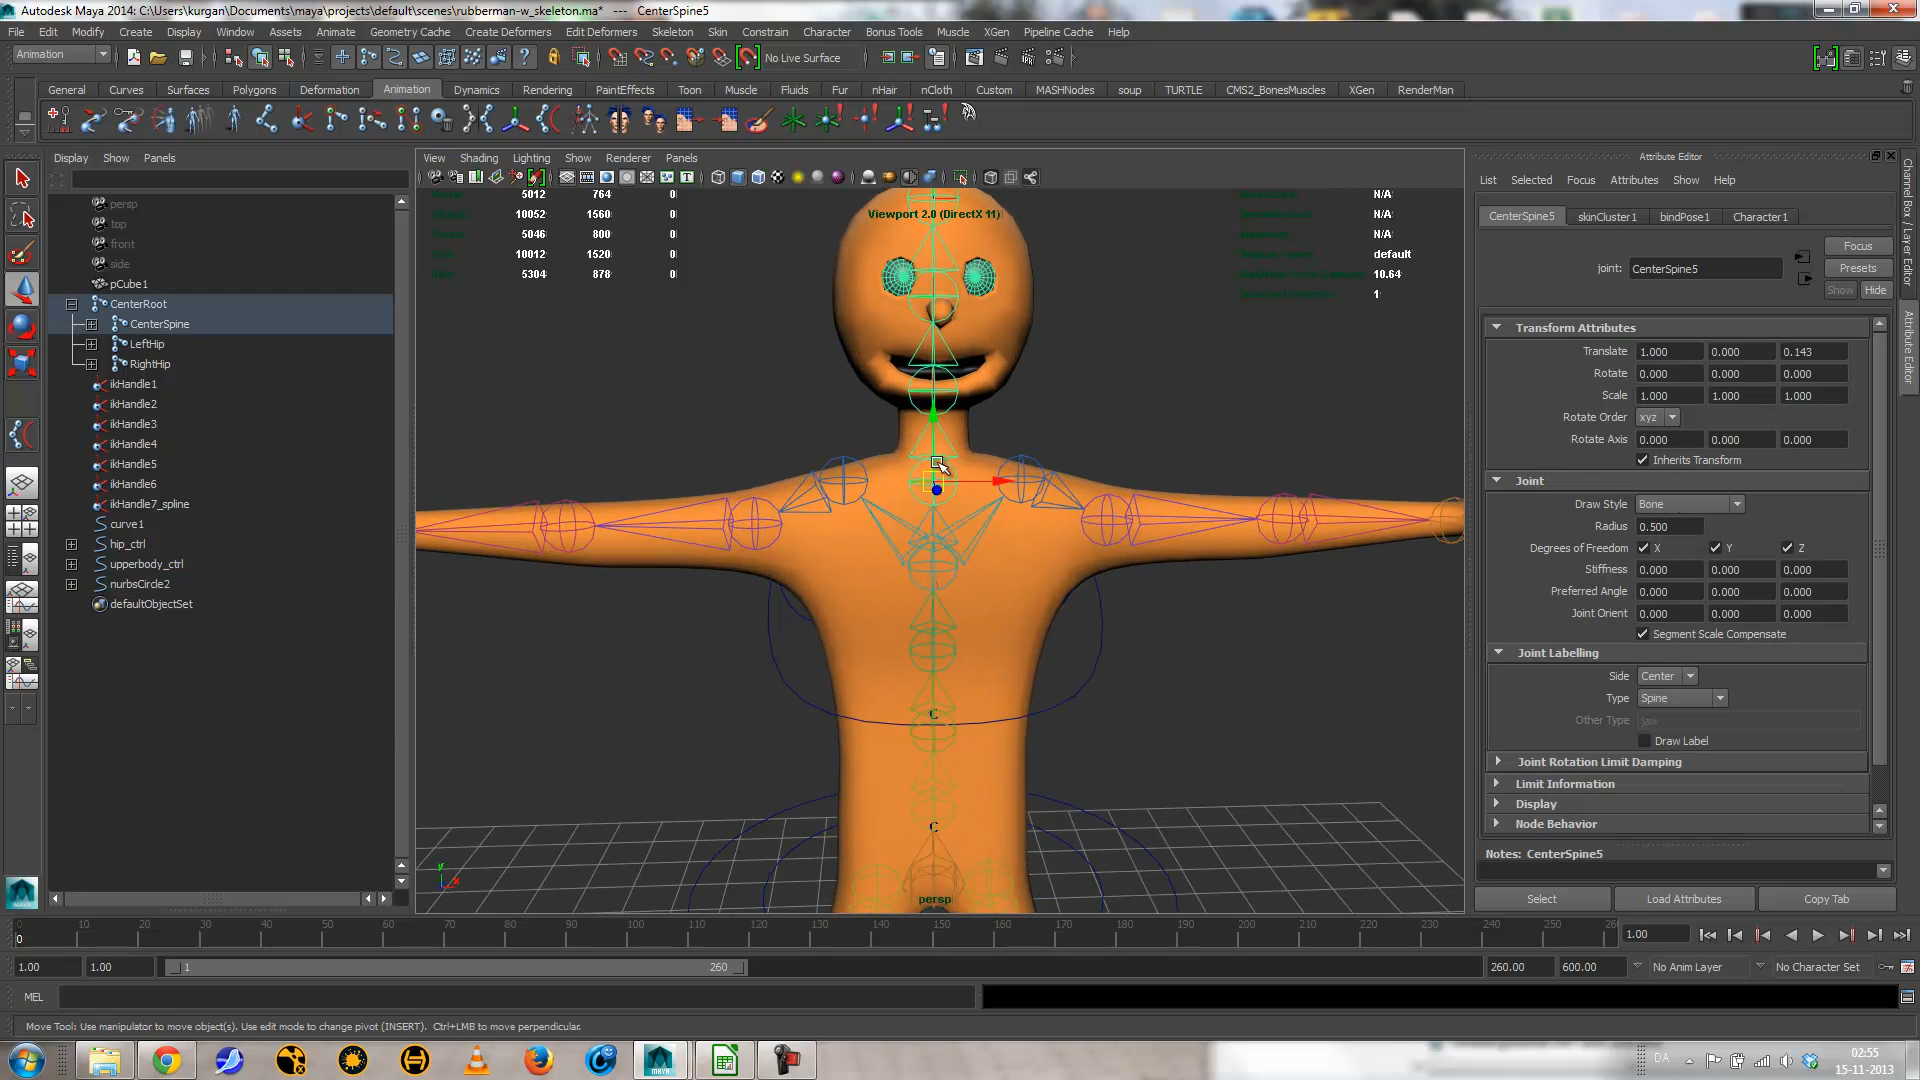 Autodesk Maya 2014: C:\Users\kurgan\Documents\maya\projects\default\scenes\rubberman-w_skeleton.ma* --- CenterSpine5
File Edit Modify Create Display Window Assets Animate Geometry Cache Create Deformers Edit Deformers Skeleton Skin Constrain Character Bonus Tools Muscle XGen Pipeline Cache Help
Animation No Live Surface
General Curves Surfaces Polygons Deformation Animation Dynamics Rendering PaintEffects Toon Muscle Fluids Fur nHair nCloth Custom MASHNodes soup TURTLE CMS2_BonesMuscles XGen RenderMan
Display Show Panels
persp
top
front
side
pCube1
CenterRoot
CenterSpine
LeftHip
RightHip
ikHandle1
ikHandle2
ikHandle3
ikHandle4
ikHandle5
ikHandle6
ikHandle7_spline
curve1
hip_ctrl
upperbody_ctrl
nurbsCircle2
defaultObjectSet
View Shading Lighting Show Renderer Panels
5012 764 0
10052 1560 0
5046 800 0
10012 1520 0
5304 878 0
Viewport 2.0 (DirectX 11)
N/A
N/A
N/A
default
10.64
1
C
C
persp
y
x
Attribute Editor
List Selected Focus Attributes Show Help
CenterSpine5 skinCluster1 bindPose1 Character1
joint: CenterSpine5
Focus
Presets
Show Hide
Transform Attributes
Translate 1.000 0.000 0.143
Rotate 0.000 0.000 0.000
Scale 1.000 1.000 1.000
Rotate Order xyz
Rotate Axis 0.000 0.000 0.000
Inherits Transform
Joint
Draw Style Bone
Radius 0.500
Degrees of Freedom X Y Z
Stiffness 0.000 0.000 0.000
Preferred Angle 0.000 0.000 0.000
Joint Orient 0.000 0.000 0.000
Segment Scale Compensate
Joint Labelling
Side Center
Type Spine
Other Type jaw
Draw Label
Joint Rotation Limit Damping
Limit Information
Display
Node Behavior
Notes: CenterSpine5
Select Load Attributes Copy Tab
Channel Box / Layer Editor
Attribute Editor
0 10 20 30 40 50 60 70 80 90 100 110 120 130 140 150 160 170 180 190 200 210 220 230 240 250 26
0
1.00
1.00 1.00 1 260 260.00 600.00 No Anim Layer No Character Set
MEL
Move Tool: Use manipulator to move object(s). Use edit mode to change pivot (INSERT). Ctrl+LMB to move perpendicular.
MAYA
DA
02:55
15-11-2013